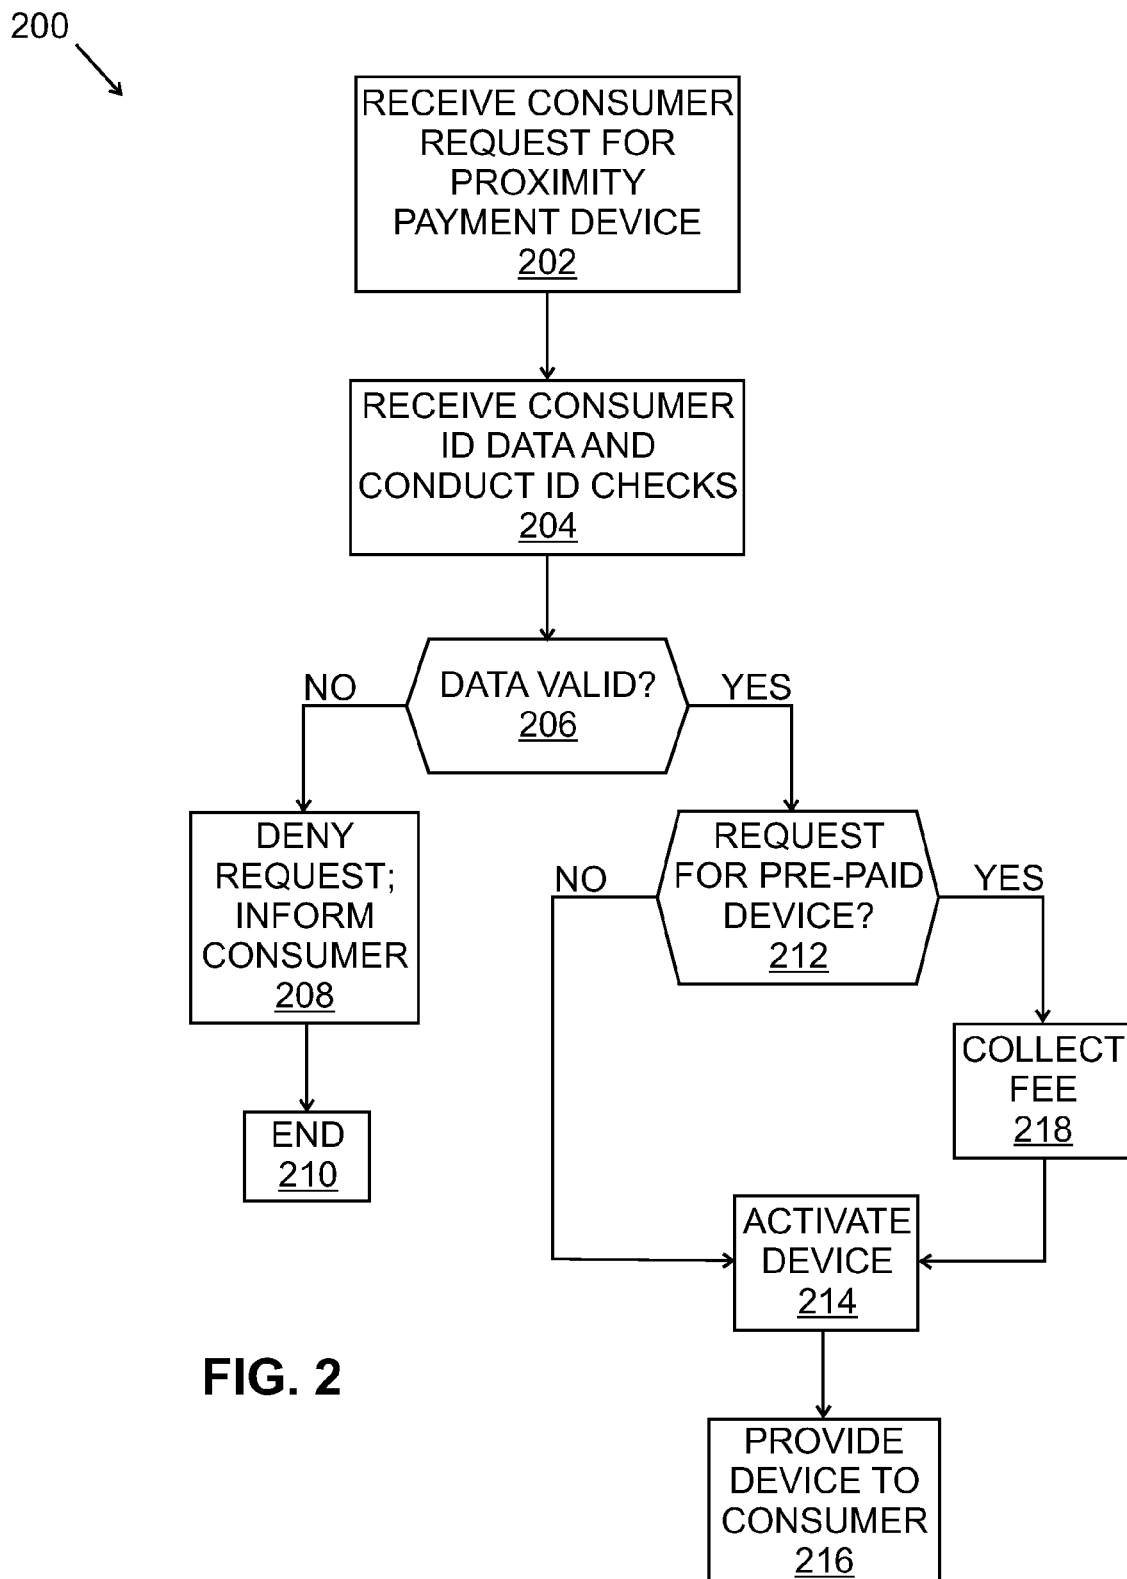 200
RECEIVE CONSUMER
REQUEST FOR
PROXIMITY
PAYMENT DEVICE
202
RECEIVE CONSUMER
ID DATA AND
CONDUCT ID CHECKS
204
DATA VALID?
206
NO
YES
DENY
REQUEST;
INFORM
CONSUMER
208
END
210
REQUEST
FOR PRE-PAID
DEVICE?
212
NO
YES
COLLECT
FEE
218
ACTIVATE
DEVICE
214
PROVIDE
DEVICE TO
CONSUMER
216
FIG. 2